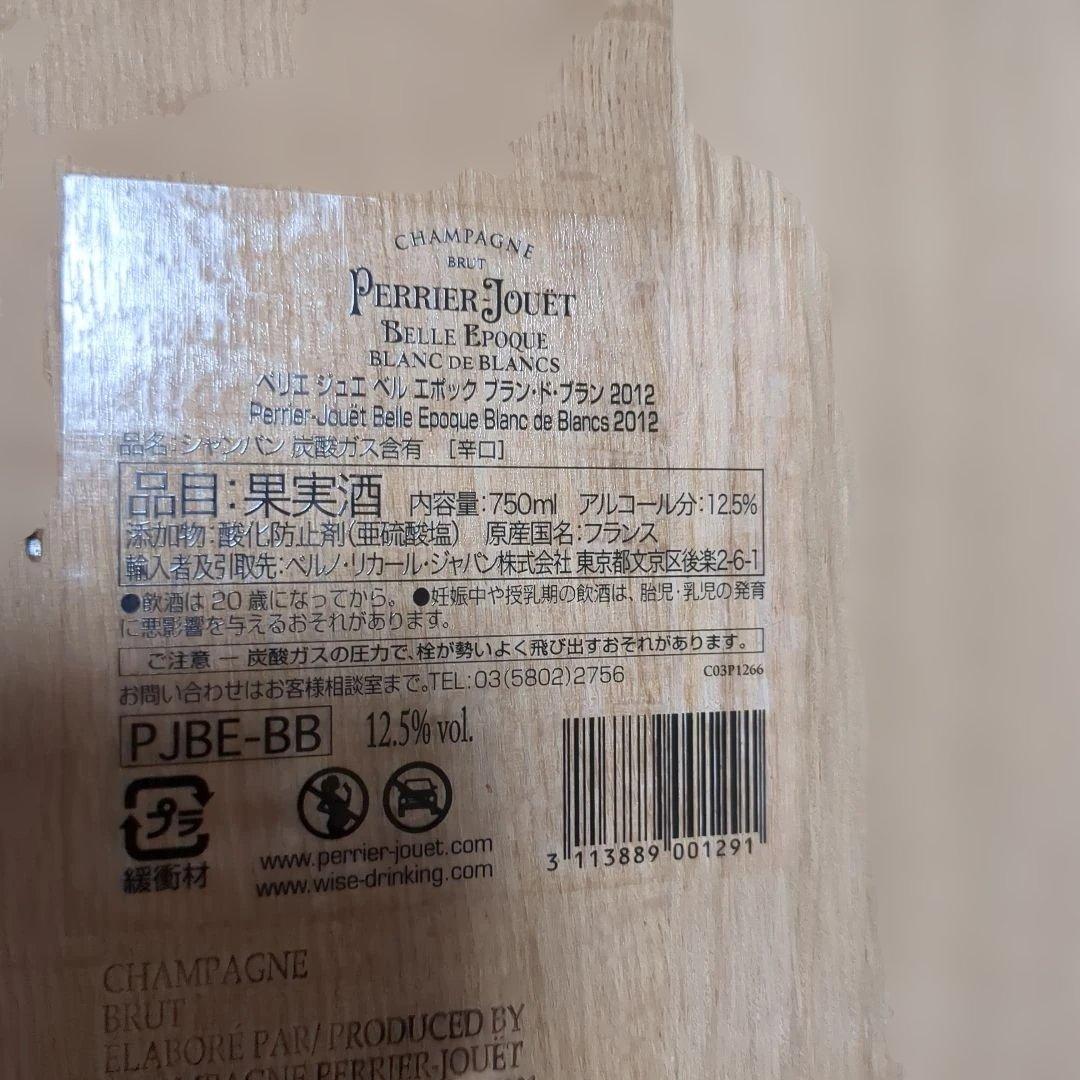 CHAMPAGNE
BRUT
PERRIER-JOUËT
BELLE EPOQUE
BLANC DE BLANCS
ペリエ ジュエ ベル エポック ブラン・ド・ブラン 2012
Perrier-Jouët Belle Epoque Blanc de Blancs 2012
品名:シャンパン 炭酸ガス含有 [辛口]
品目:果実酒 内容量:750ml アルコール分:12.5%
添加物:酸化防止剤(亜硫酸塩) 原産国名:フランス
輸入者及引取先:ペルノ・リカール・ジャパン株式会社 東京都文京区後楽2-6-1
●飲酒は20歳になってから。 ●妊娠中や授乳期の飲酒は、胎児・乳児の発育
に悪影響を与えるおそれがあります。
ご注意 ー 炭酸ガスの圧力で、栓が勢いよく飛び出すおそれがあります。
お問い合わせはお客様相談室まで。TEL:03(5802)2756 C03P1266
PJBE-BB 12.5% vol.
プラ
緩衝材
www.perrier-jouet.com
www.wise-drinking.com
3 113889 001291
CHAMPAGNE
BRUT
ELABORÉ PAR/PRODUCED BY
CHAMPAGNE PERRIER-JOUËT